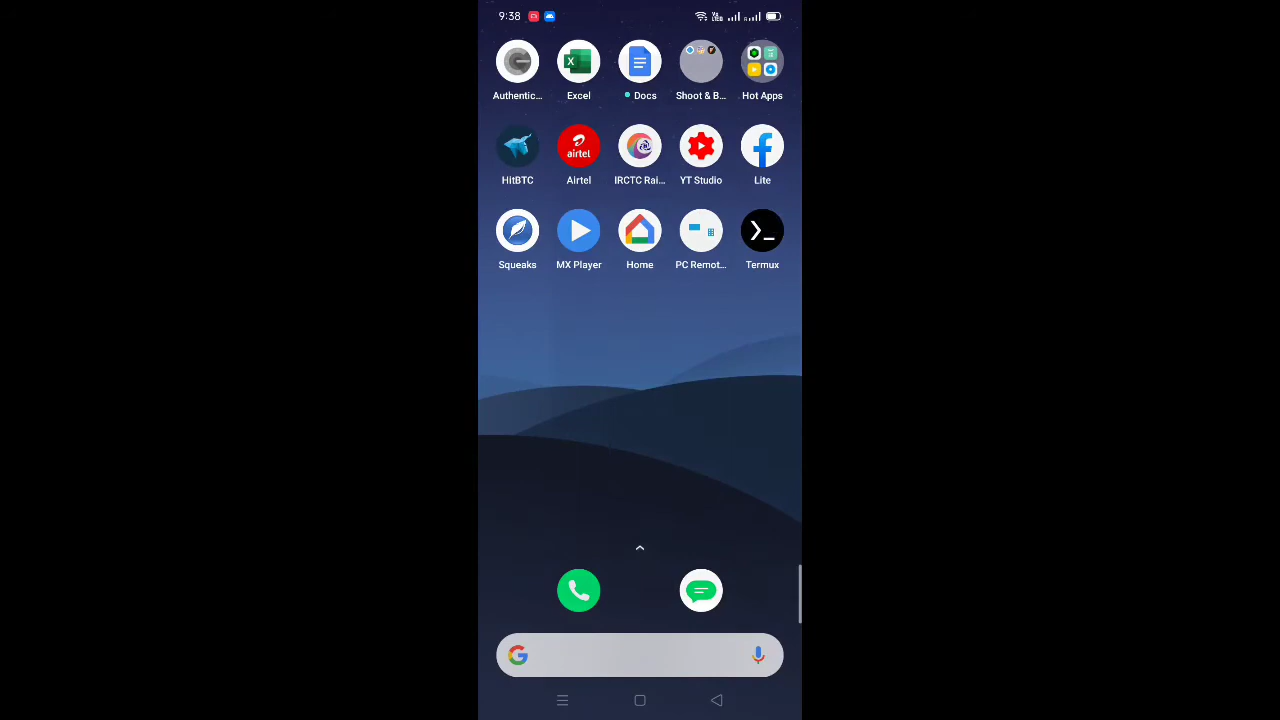 9:38
Authentic... Excel Docs Shoot & B... Hot Apps
airtel
HitBTC Airtel IRCTC Rai... YT Studio Lite
Squeaks MX Player Home PC Remot... Termux